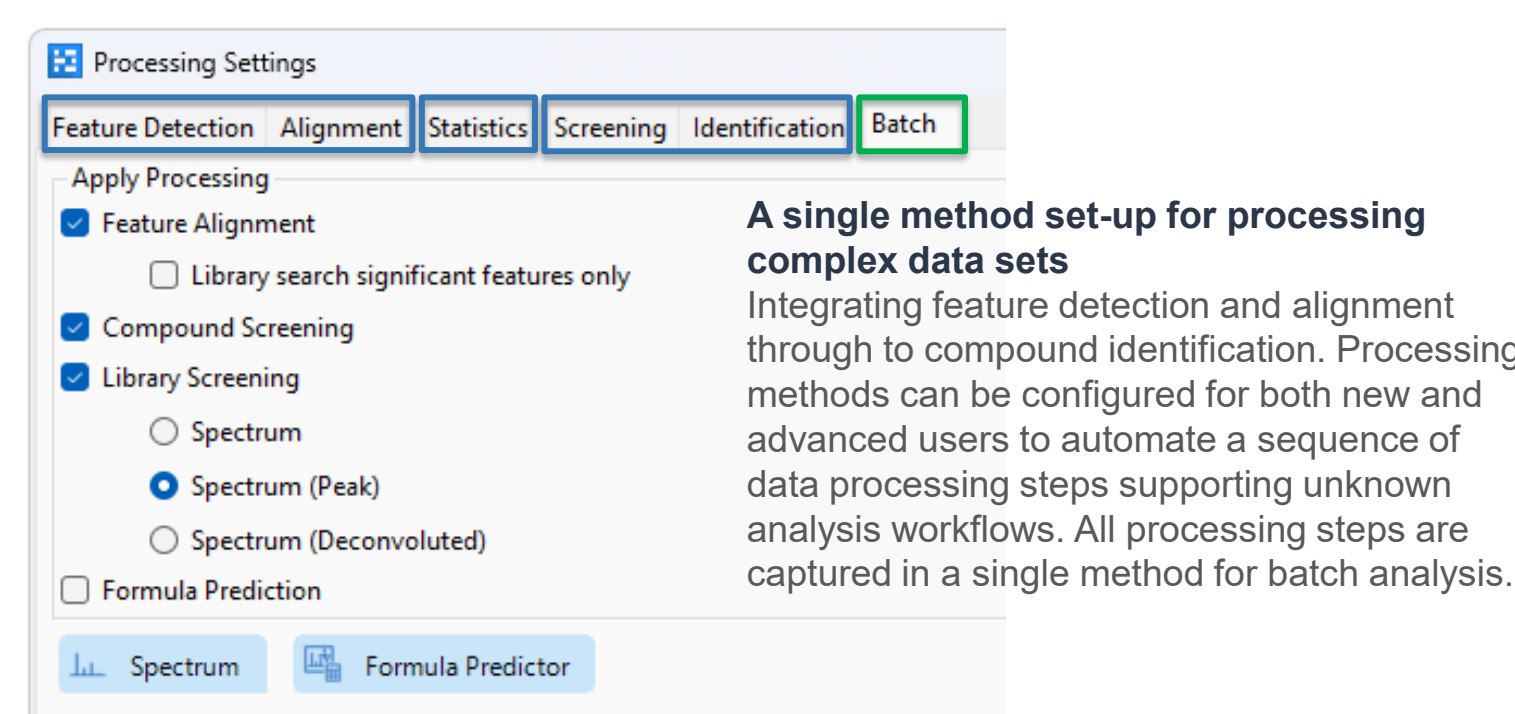 Processing Settings
Feature Detection Alignment Statistics Screening Identification Batch
Apply Processing
Feature Alignment
Library search significant features only
Compound Screening
Library Screening
Spectrum
Spectrum (Peak)
Spectrum (Deconvoluted)
Formula Prediction
Spectrum Formula Predictor
A single method set-up for processing
complex data sets
Integrating feature detection and alignment
through to compound identification. Processing
methods can be configured for both new and
advanced users to automate a sequence of
data processing steps supporting unknown
analysis workflows. All processing steps are
captured in a single method for batch analysis.